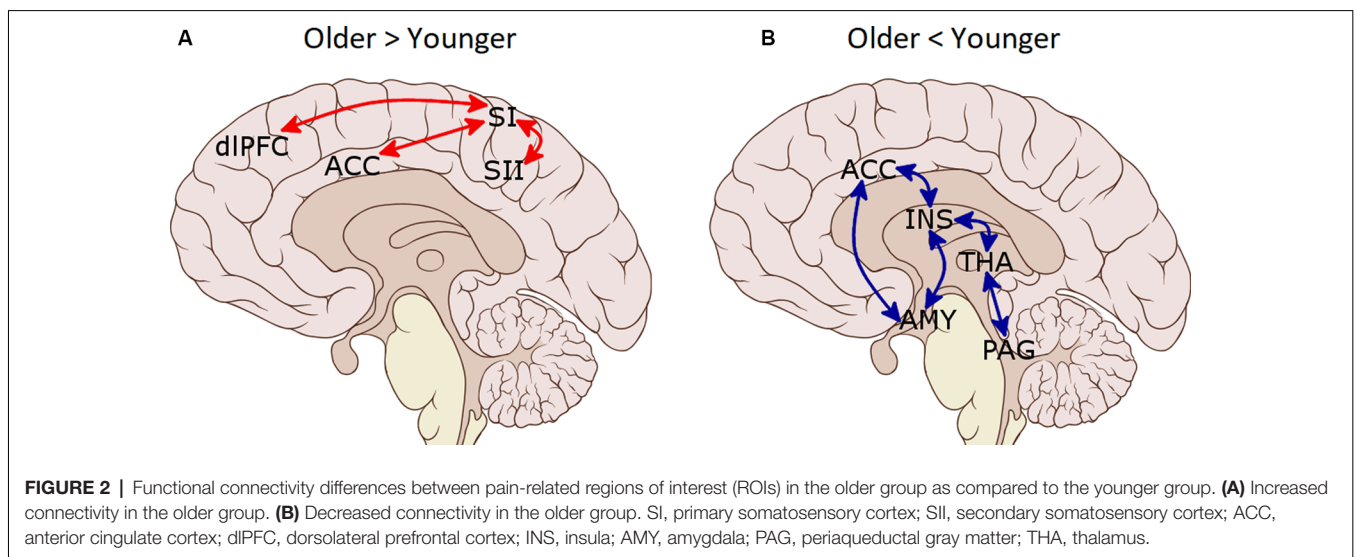 A
Older > Younger
B
Older < Younger
dlPFC
ACC
SI
SII
ACC
INS
THA
AMY
PAG
FIGURE 2 | Functional connectivity differences between pain-related regions of interest (ROIs) in the older group as compared to the younger group. (A) Increased
connectivity in the older group. (B) Decreased connectivity in the older group. SI, primary somatosensory cortex; SII, secondary somatosensory cortex; ACC,
anterior cingulate cortex; dlPFC, dorsolateral prefrontal cortex; INS, insula; AMY, amygdala; PAG, periaqueductal gray matter; THA, thalamus.